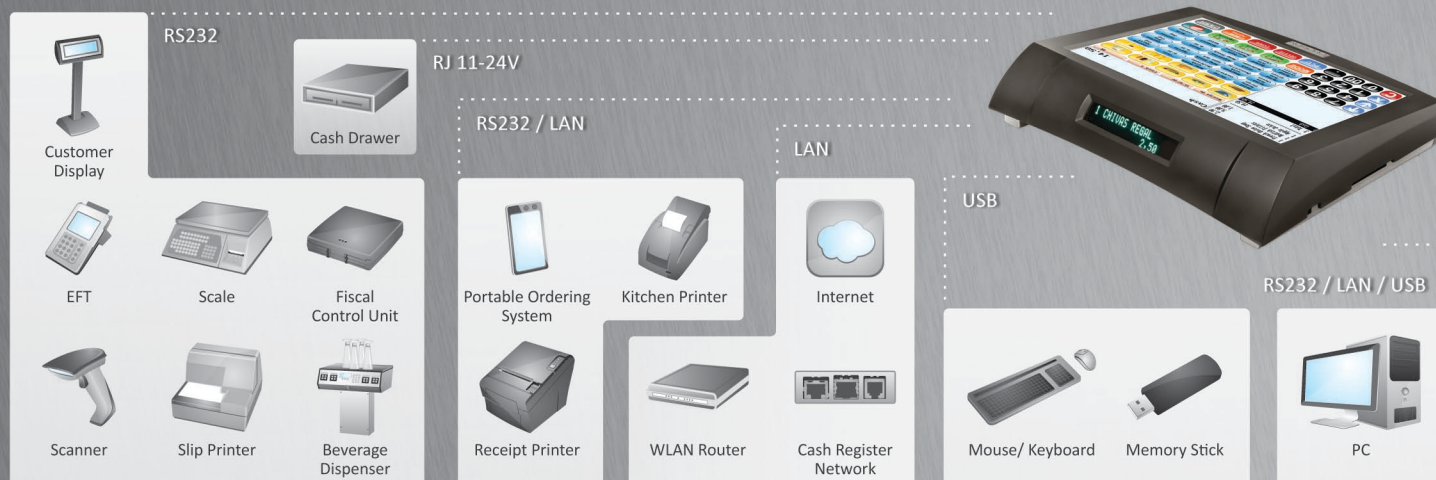 RS232
RJ 11-24V
RS232 / LAN
LAN
USB
RS232 / LAN / USB
1 CHIVAS REGAL
2.50
Customer
Display
Cash Drawer
EFT
Scale
Fiscal
Control Unit
Portable Ordering
System
Kitchen Printer
Internet
Scanner
Slip Printer
Beverage
Dispenser
Receipt Printer
WLAN Router
Cash Register
Network
Mouse/ Keyboard
Memory Stick
PC